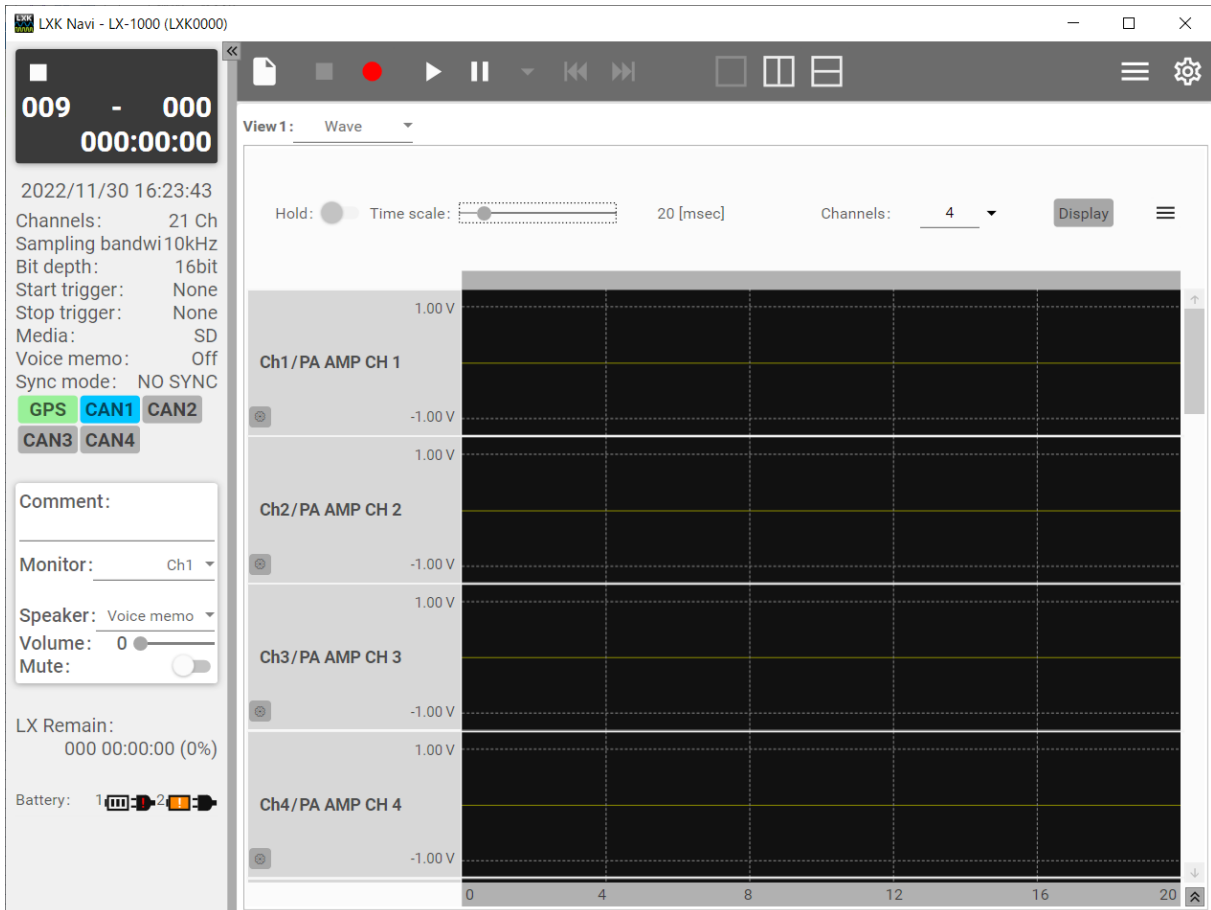 LXK Navi - LX-1000 (LXK0000)
009 - 000
000:00:00
2022/11/30 16:23:43
Channels: 21 Ch
Sampling bandwi 10kHz
Bit depth: 16bit
Start trigger: None
Stop trigger: None
Media: SD
Voice memo: Off
Sync mode: NO SYNC
GPS CAN1 CAN2
CAN3 CAN4
Comment:
Monitor: Ch1
Speaker: Voice memo
Volume: 0
Mute:
LX Remain:
000 00:00:00 (0%)
Battery: 1 2
View 1: Wave
Hold: Time scale: 20 [msec] Channels: 4 Display
1.00 V
Ch1/PA AMP CH 1
-1.00 V
1.00 V
Ch2/PA AMP CH 2
-1.00 V
1.00 V
Ch3/PA AMP CH 3
-1.00 V
1.00 V
Ch4/PA AMP CH 4
-1.00 V
0 4 8 12 16 20